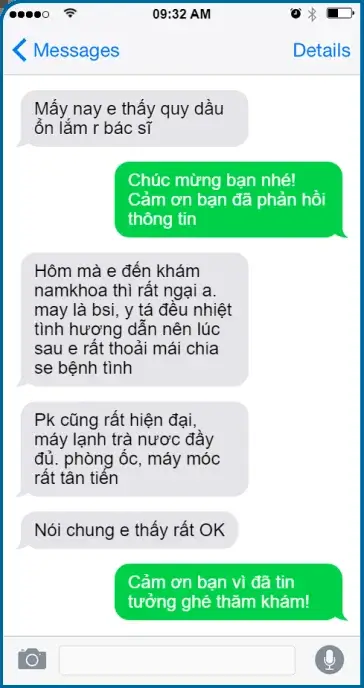 09:32 AM
Messages
Details
Mấy nay e thấy quy dầu
ổn lắm r bác sĩ
Chúc mừng bạn nhé!
Cảm ơn bạn đã phản hồi
thông tin
Hôm mà e đến khám
namkhoa thì rất ngại a.
may là bsi, y tá đều nhiệt
tình hương dẫn nên lúc
sau e rất thoải mái chia
se bệnh tình
Pk cũng rất hiện đại,
máy lạnh trà nươc đầy
đủ. phòng ốc, máy móc
rất tân tiến
Nói chung e thấy rất OK
Cảm ơn bạn vì đã tin
tưởng ghé thăm khám!